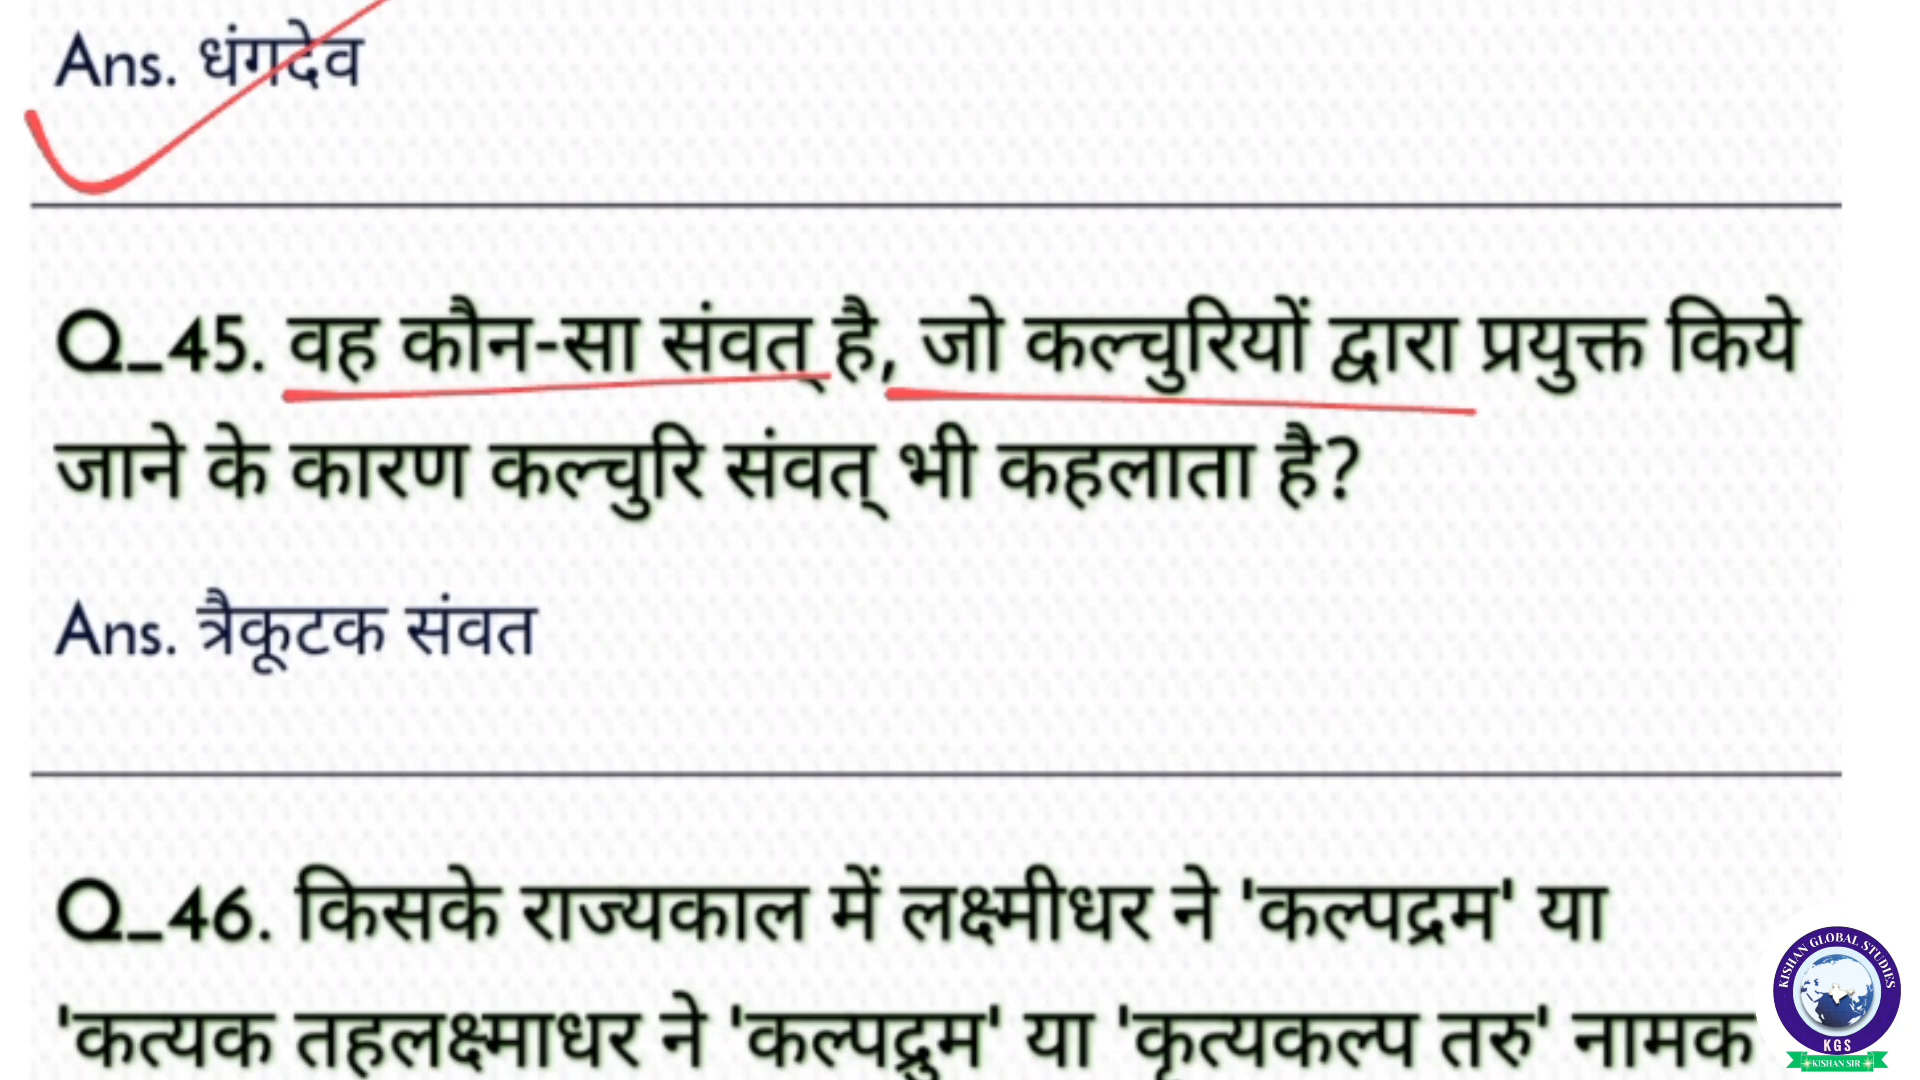 Ans. धंगदेव
Q_45. वह कौन-सा संवत् है, जो कल्चुरियों द्वारा प्रयुक्त किये
जाने के कारण कल्चुरि संवत् भी कहलाता है?
Ans. त्रैकूटक संवत
Q_46. किसके राज्यकाल में लक्ष्मीधर ने 'कल्पद्रम' या
'कत्यक तहलक्ष्माधर ने 'कल्पद्रुम' या 'कृत्यकल्प तरु' नामक
KISHAN GLOBAL STUDIES
KGS
KISHAN SIR